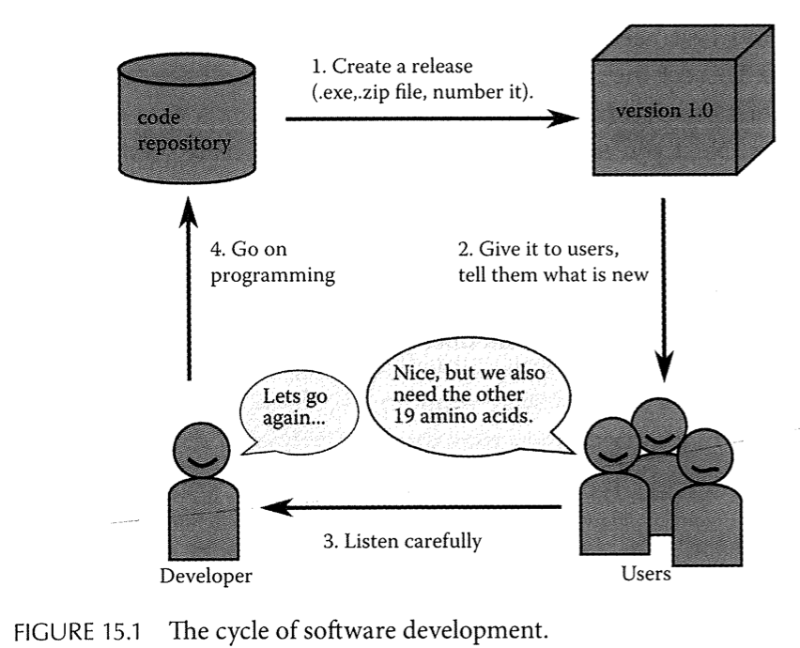 1. Create a release
(.exe,.zip file, number it).
code
repository
version 1.0
4. Go on
programming
2. Give it to users,
tell them what is new
Lets go
again...
Nice, but we also
need the other
19 amino acids.
3. Listen carefully
Developer
Users
FIGURE 15.1 The cycle of software development.